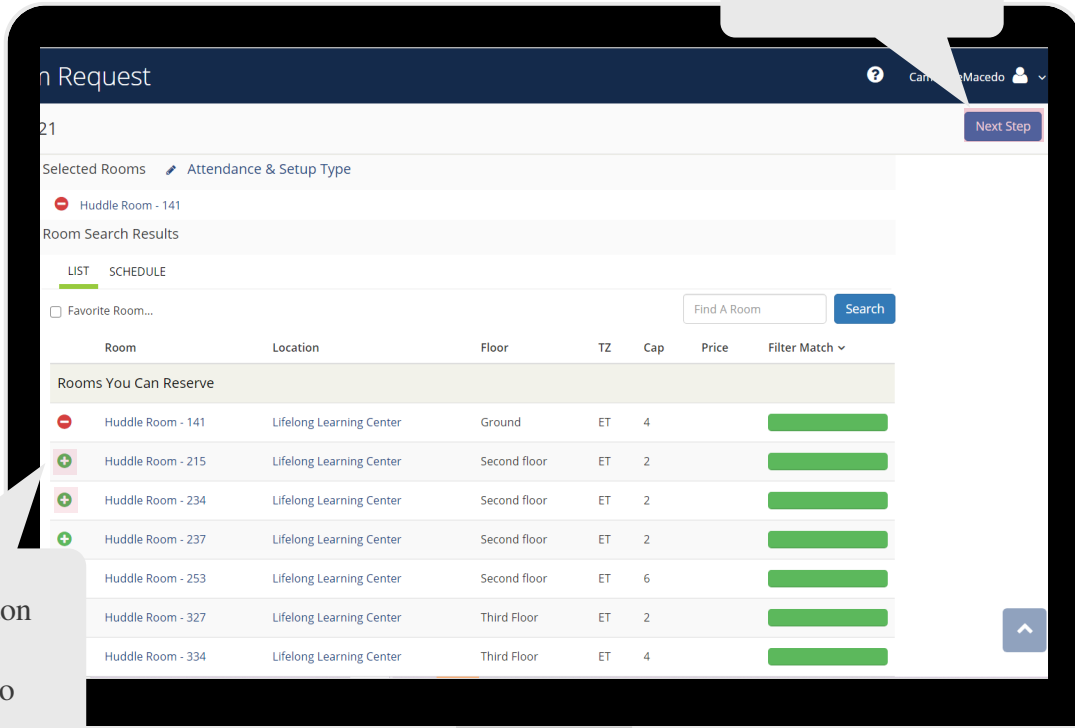 Request
21
Next Step
Selected Rooms Attendance & Setup Type
Huddle Room - 141
Room Search Results
LIST SCHEDULE
Favorite Room...
Find A Room Search
Room Location Floor TZ Cap Price Filter Match
Rooms You Can Reserve
Huddle Room - 141 Lifelong Learning Center Ground ET 4
Huddle Room - 215 Lifelong Learning Center Second floor ET 2
Huddle Room - 234 Lifelong Learning Center Second floor ET 2
Huddle Room - 237 Lifelong Learning Center Second floor ET 2
Huddle Room - 253 Lifelong Learning Center Second floor ET 6
Huddle Room - 327 Lifelong Learning Center Third Floor ET 2
Huddle Room - 334 Lifelong Learning Center Third Floor ET 4